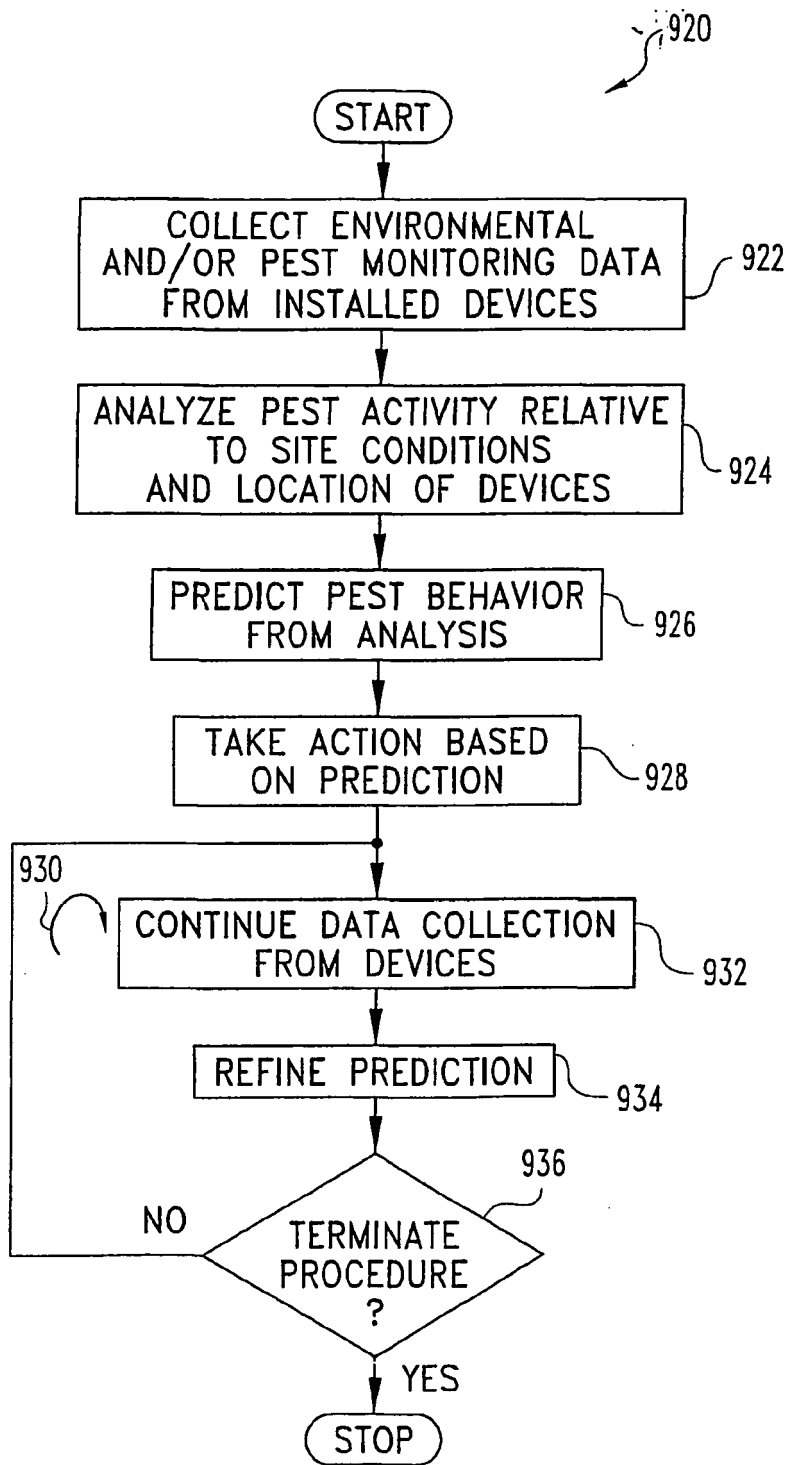 920
START
COLLECT ENVIRONMENTAL
AND/OR PEST MONITORING DATA
FROM INSTALLED DEVICES
922
ANALYZE PEST ACTIVITY RELATIVE
TO SITE CONDITIONS
AND LOCATION OF DEVICES
924
PREDICT PEST BEHAVIOR
FROM ANALYSIS
926
TAKE ACTION BASED
ON PREDICTION
928
930
CONTINUE DATA COLLECTION
FROM DEVICES
932
REFINE PREDICTION
934
936
NO
TERMINATE
PROCEDURE
?
YES
STOP